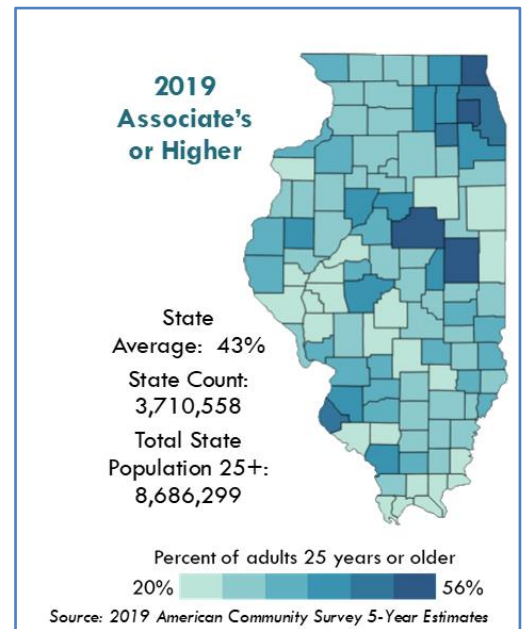 2019
Associate's
or Higher
State
Average: 43%
State Count:
3,710,558
Total State
Population 25+:
8,686,299
Percent of adults 25 years or older
20% 56%
Source: 2019 American Community Survey 5-Year Estimates